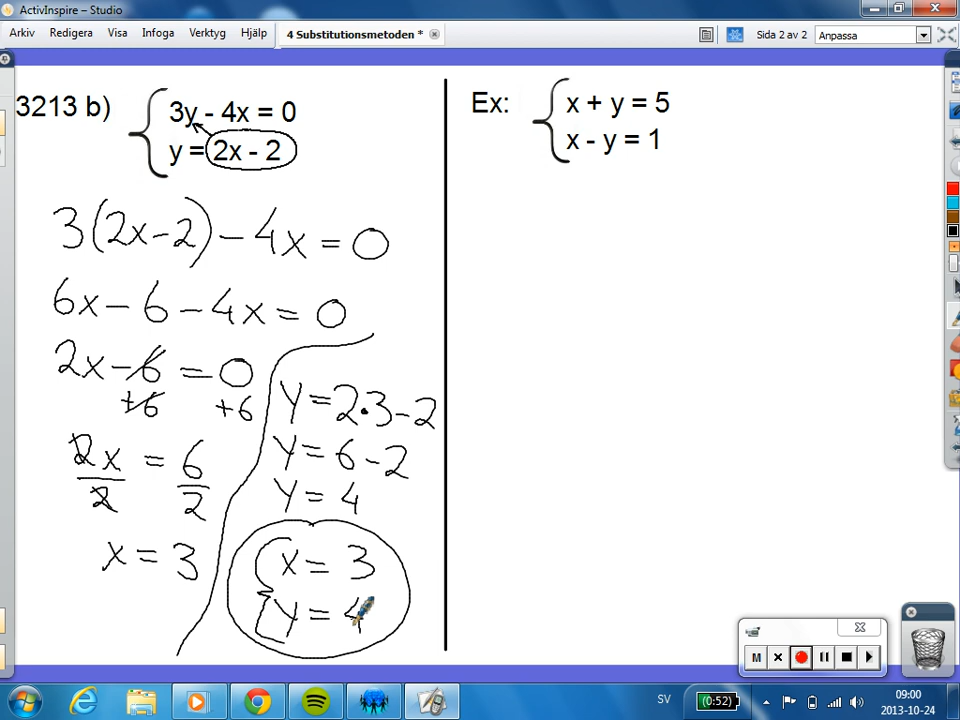 ActivInspire – Studio
Arkiv Redigera Visa Infoga Verktyg Hjälp
4 Substitutionsmetoden *
Sida 2 av 2 Anpassa
3213 b)
3y - 4x = 0
y = 2x - 2
3(2x-2) - 4x = 0
6x - 6 - 4x = 0
2x - 6 = 0
+6 +6
2x/2 = 6/2
x = 3
y = 2·3-2
y = 6-2
y = 4
x = 3
y = 4
Ex:
x + y = 5
x - y = 1
M
SV
(0:52)
09:00
2013-10-24